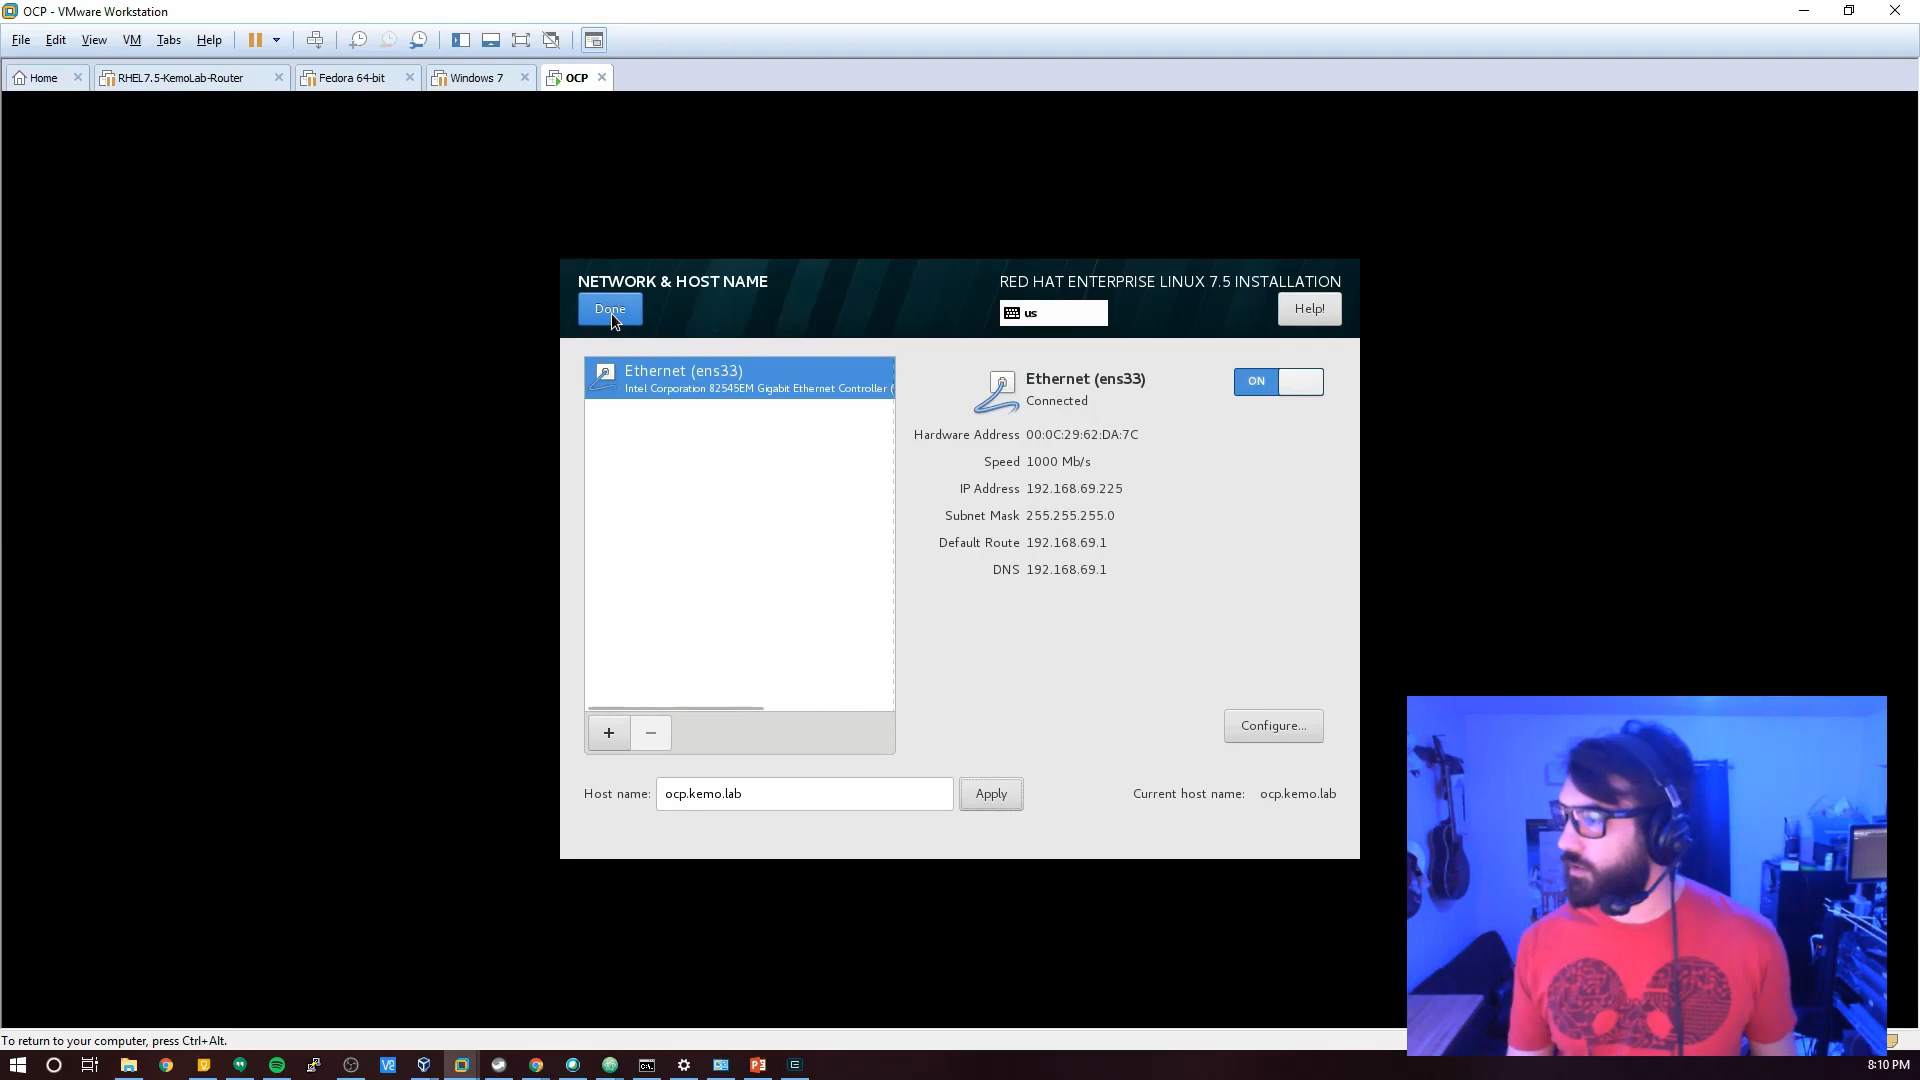 OCP - VMware Workstation
File Edit View VM Tabs Help
Home RHEL7.5-KemoLab-Router Fedora 64-bit Windows 7 OCP
NETWORK & HOST NAME
RED HAT ENTERPRISE LINUX 7.5 INSTALLATION
Done
us
Help!
Ethernet (ens33)
Intel Corporation 82545EM Gigabit Ethernet Controller (
Ethernet (ens33)
Connected
ON
Hardware Address 00:0C:29:62:DA:7C
Speed 1000 Mb/s
IP Address 192.168.69.225
Subnet Mask 255.255.255.0
Default Route 192.168.69.1
DNS 192.168.69.1
+ −
Configure...
Host name: ocp.kemo.lab
Apply
Current host name: ocp.kemo.lab
To return to your computer, press Ctrl+Alt.
8:10 PM